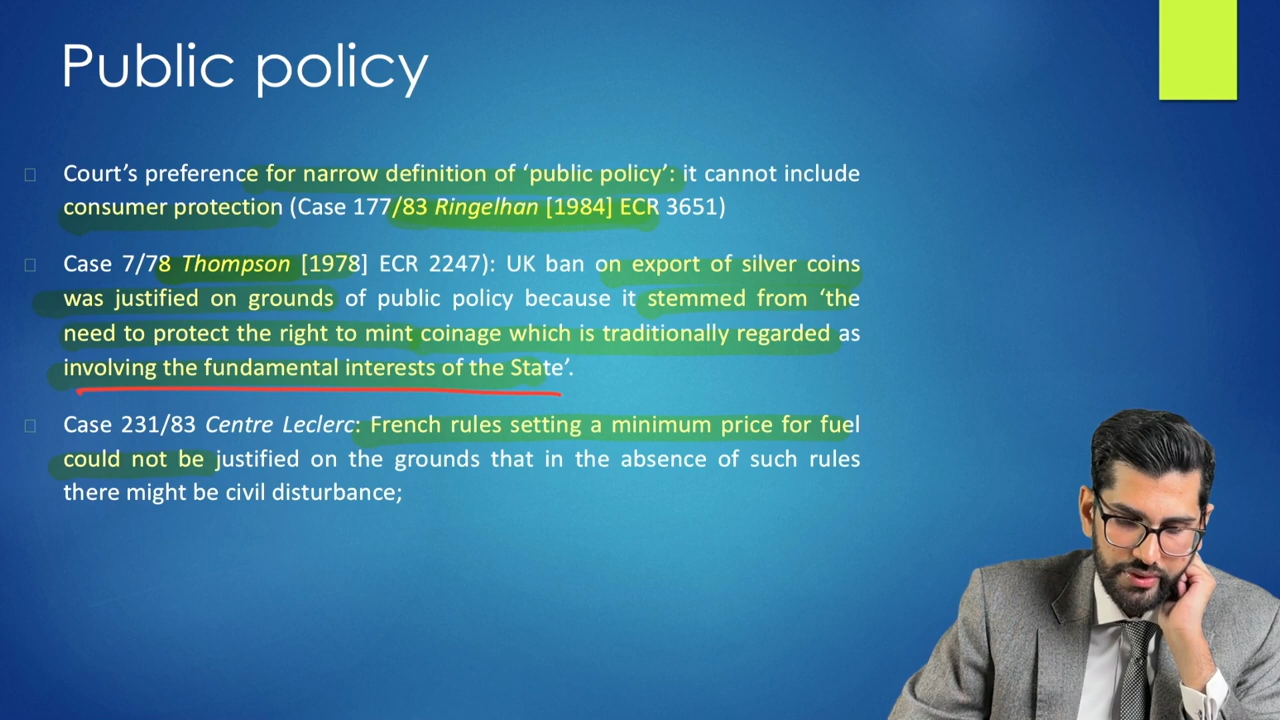 Public policy
Court’s preference for narrow definition of ‘public policy’: it cannot include
consumer protection (Case 177/83 Ringelhan [1984] ECR 3651)
Case 7/78 Thompson [1978] ECR 2247): UK ban on export of silver coins
was justified on grounds of public policy because it stemmed from ‘the
need to protect the right to mint coinage which is traditionally regarded as
involving the fundamental interests of the State’.
Case 231/83 Centre Leclerc: French rules setting a minimum price for fuel
could not be justified on the grounds that in the absence of such rules
there might be civil disturbance;